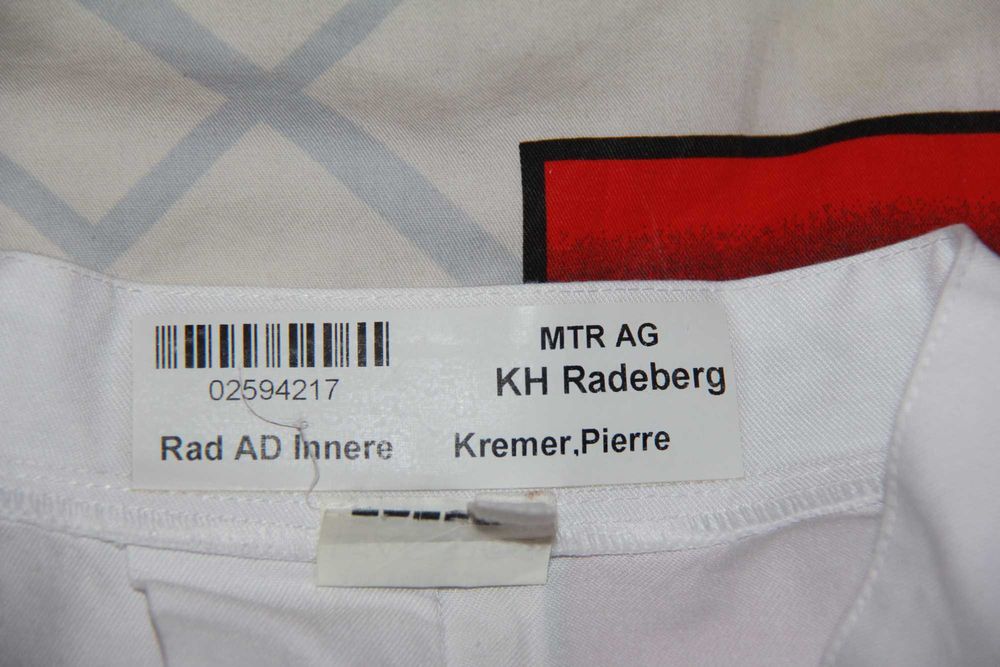 MTR AG
02594217
KH Radeberg
Rad AD Innere
Kremer,Pierre